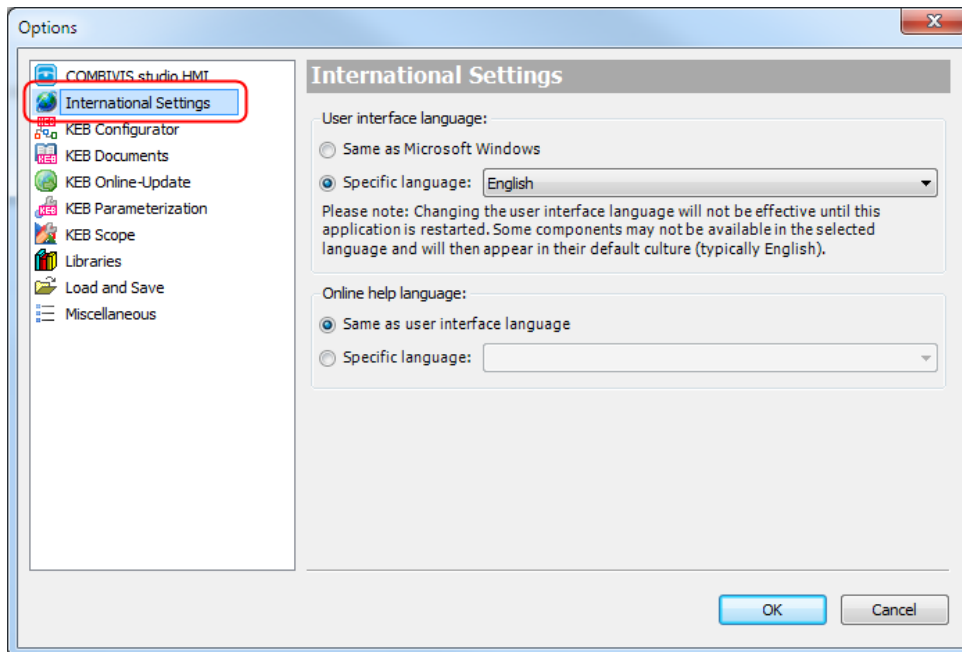 Options
x
COMBIVIS studio HMI
International Settings
KEB Configurator
KEB Documents
KEB Online-Update
KEB Parameterization
KEB Scope
Libraries
Load and Save
Miscellaneous
International Settings
User interface language:
Same as Microsoft Windows
Specific language: English
Please note: Changing the user interface language will not be effective until this
application is restarted. Some components may not be available in the selected
language and will then appear in their default culture (typically English).
Online help language:
Same as user interface language
Specific language:
OK
Cancel